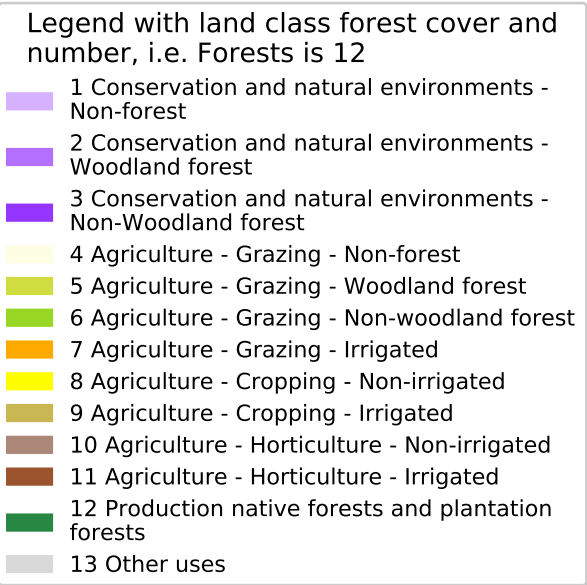 Legend with land class forest cover and
number, i.e. Forests is 12
1 Conservation and natural environments -
Non-forest
2 Conservation and natural environments -
Woodland forest
3 Conservation and natural environments -
Non-Woodland forest
4 Agriculture - Grazing - Non-forest
5 Agriculture - Grazing - Woodland forest
6 Agriculture - Grazing - Non-woodland forest
7 Agriculture - Grazing - Irrigated
8 Agriculture - Cropping - Non-irrigated
9 Agriculture - Cropping - Irrigated
10 Agriculture - Horticulture - Non-irrigated
11 Agriculture - Horticulture - Irrigated
12 Production native forests and plantation
forests
13 Other uses